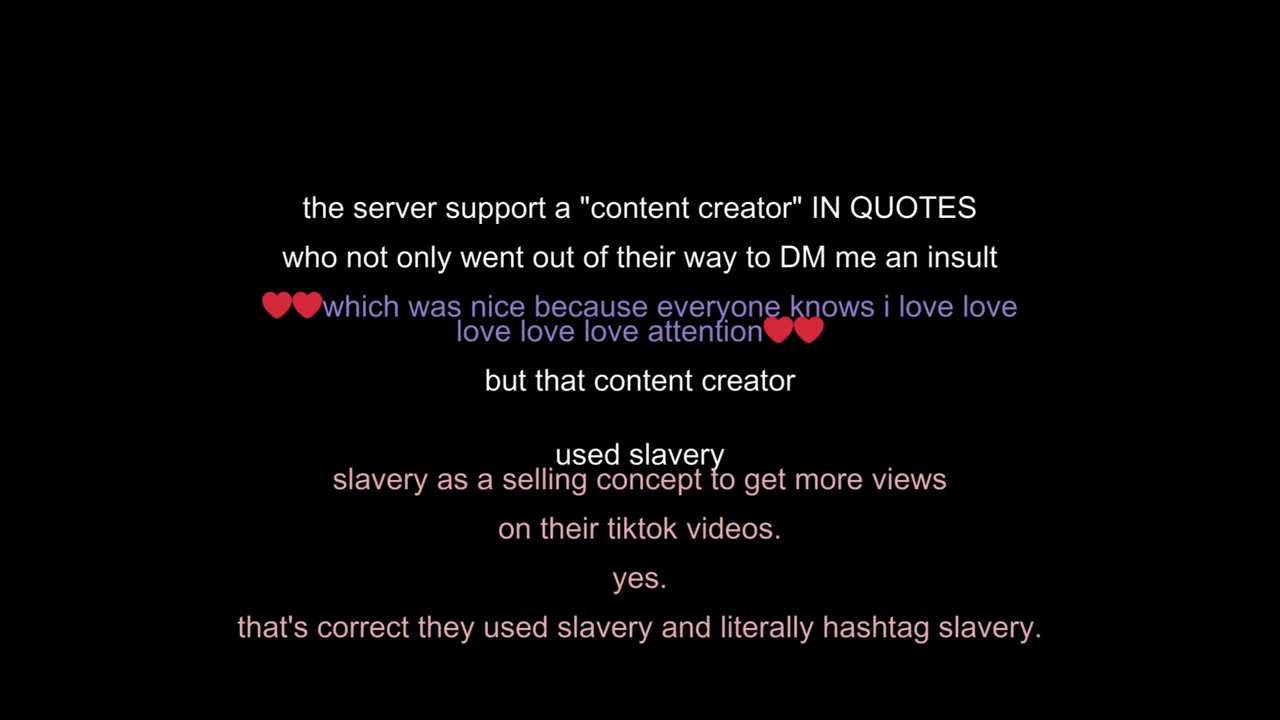 the server support a "content creator" IN QUOTES
who not only went out of their way to DM me an insult
❤️❤️which was nice because everyone knows i love love
love love love attention❤️❤️
but that content creator
used slavery
slavery as a selling concept to get more views
on their tiktok videos.
yes.
that's correct they used slavery and literally hashtag slavery.